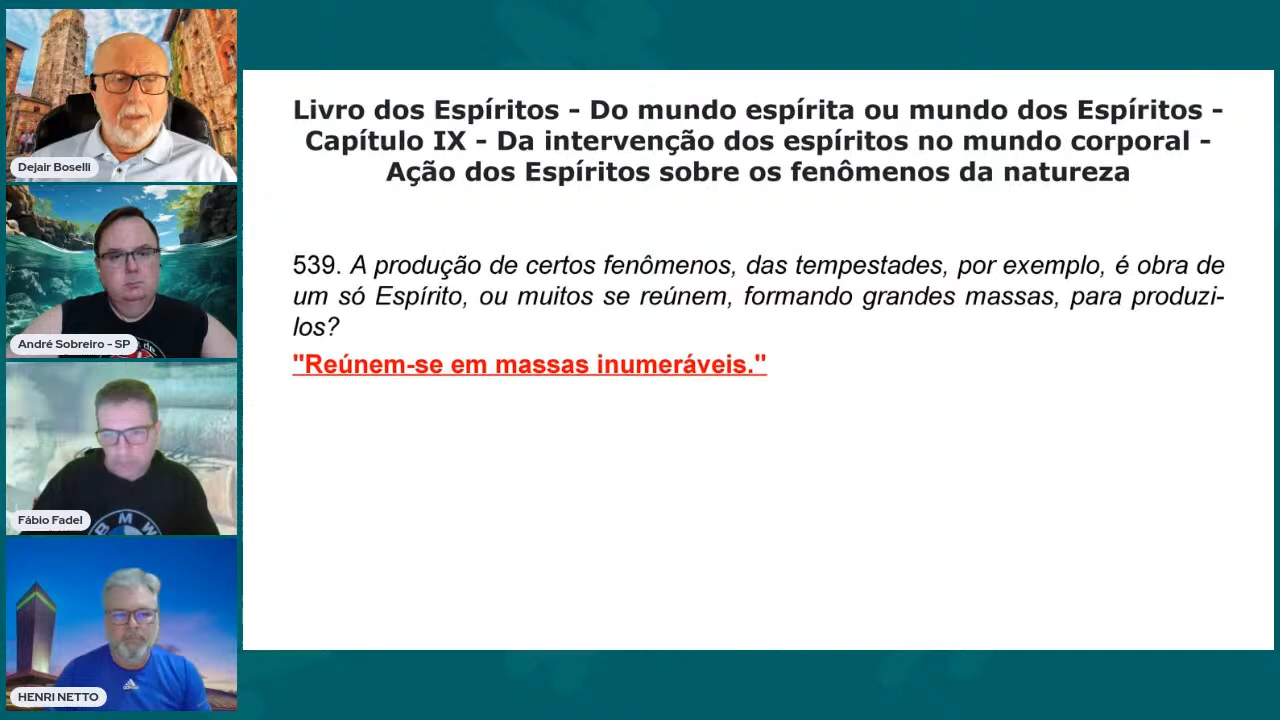 Dejair Boselli
André Sobreiro - SP
Fábio Fadel
BMW
HENRI NETTO
adidas
Livro dos Espíritos - Do mundo espírita ou mundo dos Espíritos -
Capítulo IX - Da intervenção dos espíritos no mundo corporal -
Ação dos Espíritos sobre os fenômenos da natureza
539. A produção de certos fenômenos, das tempestades, por exemplo, é obra de
um só Espírito, ou muitos se reúnem, formando grandes massas, para produzi-
los?
"Reúnem-se em massas inumeráveis."